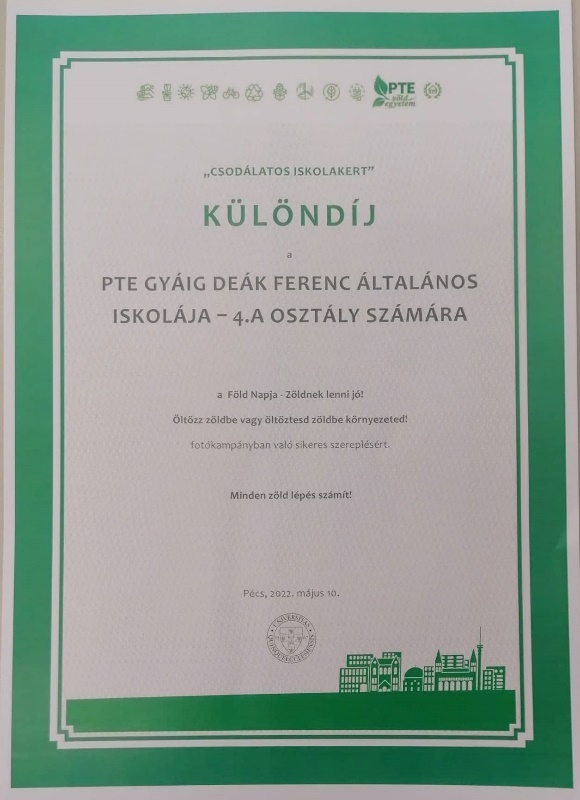 PTE
zöld
egyetem
„CSODÁLATOS ISKOLAKERT”
KÜLÖNDÍJ
a
PTE GYÁIG DEÁK FERENC ÁLTALÁNOS
ISKOLÁJA – 4.A OSZTÁLY SZÁMÁRA
a Föld Napja - Zöldnek lenni jó!
Öltözz zöldbe vagy öltöztesd zöldbe környezeted!
fotókampányban való sikeres szereplésért.
Minden zöld lépés számít!
Pécs, 2022. május 10.
UNIVERSITAS
QUINQUEECCLESIENSIS